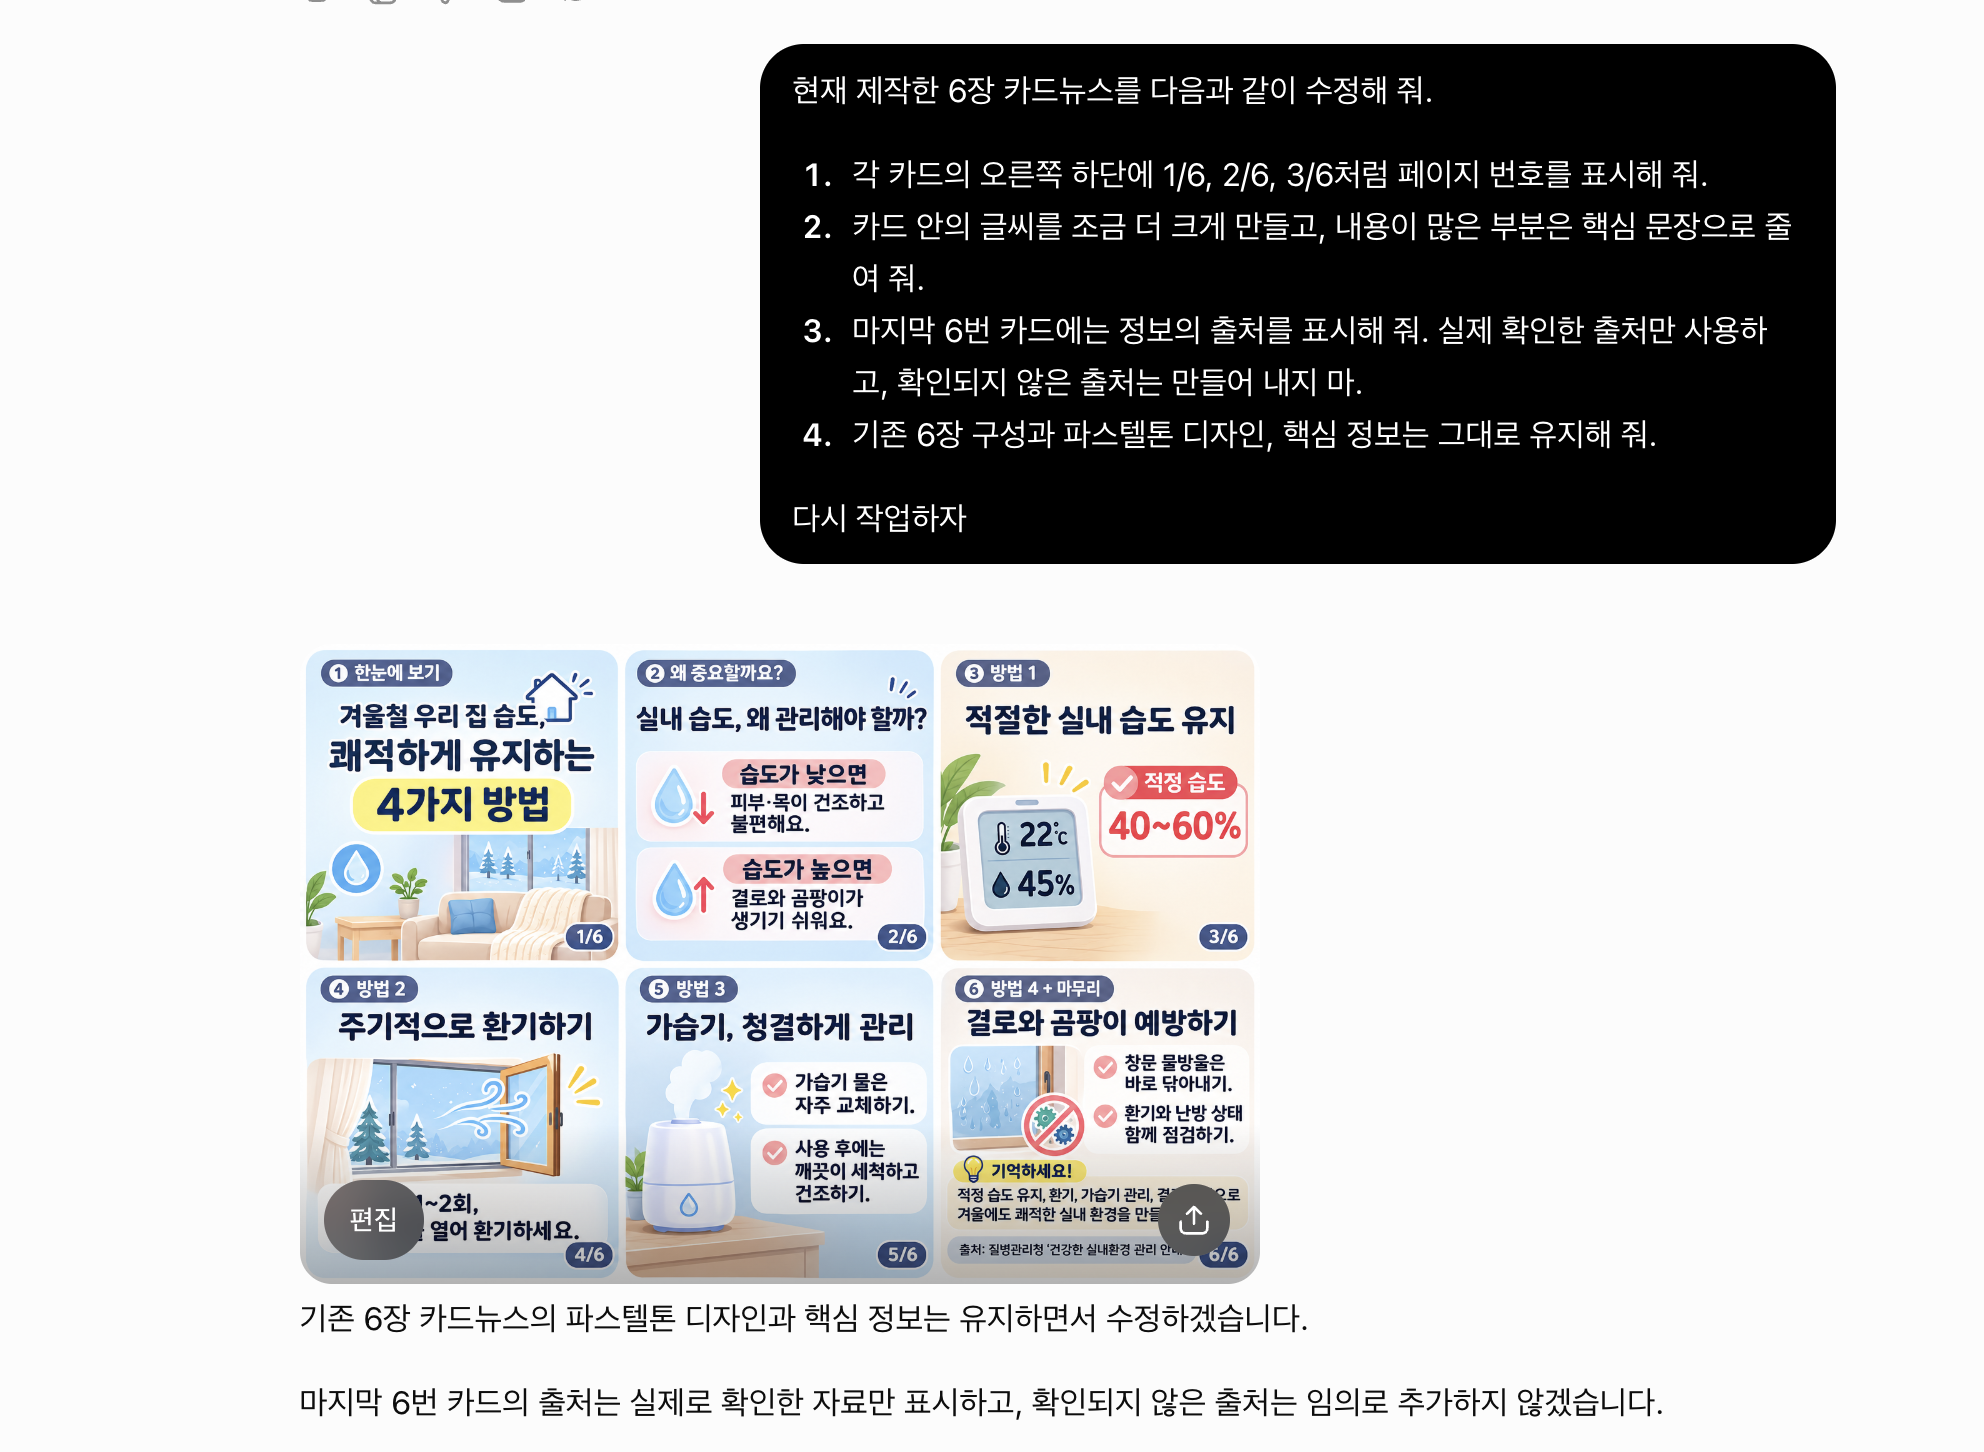 현재 제작한 6장 카드뉴스를 다음과 같이 수정해 줘.
1. 각 카드의 오른쪽 하단에 1/6, 2/6, 3/6처럼 페이지 번호를 표시해 줘.
2. 카드 안의 글씨를 조금 더 크게 만들고, 내용이 많은 부분은 핵심 문장으로 줄
여 줘.
3. 마지막 6번 카드에는 정보의 출처를 표시해 줘. 실제 확인한 출처만 사용하
고, 확인되지 않은 출처는 만들어 내지 마.
4. 기존 6장 구성과 파스텔톤 디자인, 핵심 정보는 그대로 유지해 줘.
다시 작업하자
1 한눈에 보기
겨울철 우리 집 습도,
쾌적하게 유지하는
4가지 방법
1/6
2 왜 중요할까요?
실내 습도, 왜 관리해야 할까?
습도가 낮으면
피부·목이 건조하고
불편해요.
습도가 높으면
결로와 곰팡이가
생기기 쉬워요.
2/6
3 방법 1
적절한 실내 습도 유지
적정 습도
40~60%
22℃
45%
3/6
4 방법 2
주기적으로 환기하기
~2회,
열어 환기하세요.
편집
4/6
5 방법 3
가습기, 청결하게 관리
가습기 물은
자주 교체하기.
사용 후에는
깨끗이 세척하고
건조하기.
5/6
6 방법 4 + 마무리
결로와 곰팡이 예방하기
창문 물방울은
바로 닦아내기.
환기와 난방 상태
함께 점검하기.
기억하세요!
적정 습도 유지, 환기, 가습기 관리,
겨울에도 쾌적한 실내 환경을
출처: 질병관리청 '건강한 실내환경 관리
6/6
기존 6장 카드뉴스의 파스텔톤 디자인과 핵심 정보는 유지하면서 수정하겠습니다.
마지막 6번 카드의 출처는 실제로 확인한 자료만 표시하고, 확인되지 않은 출처는 임의로 추가하지 않겠습니다.